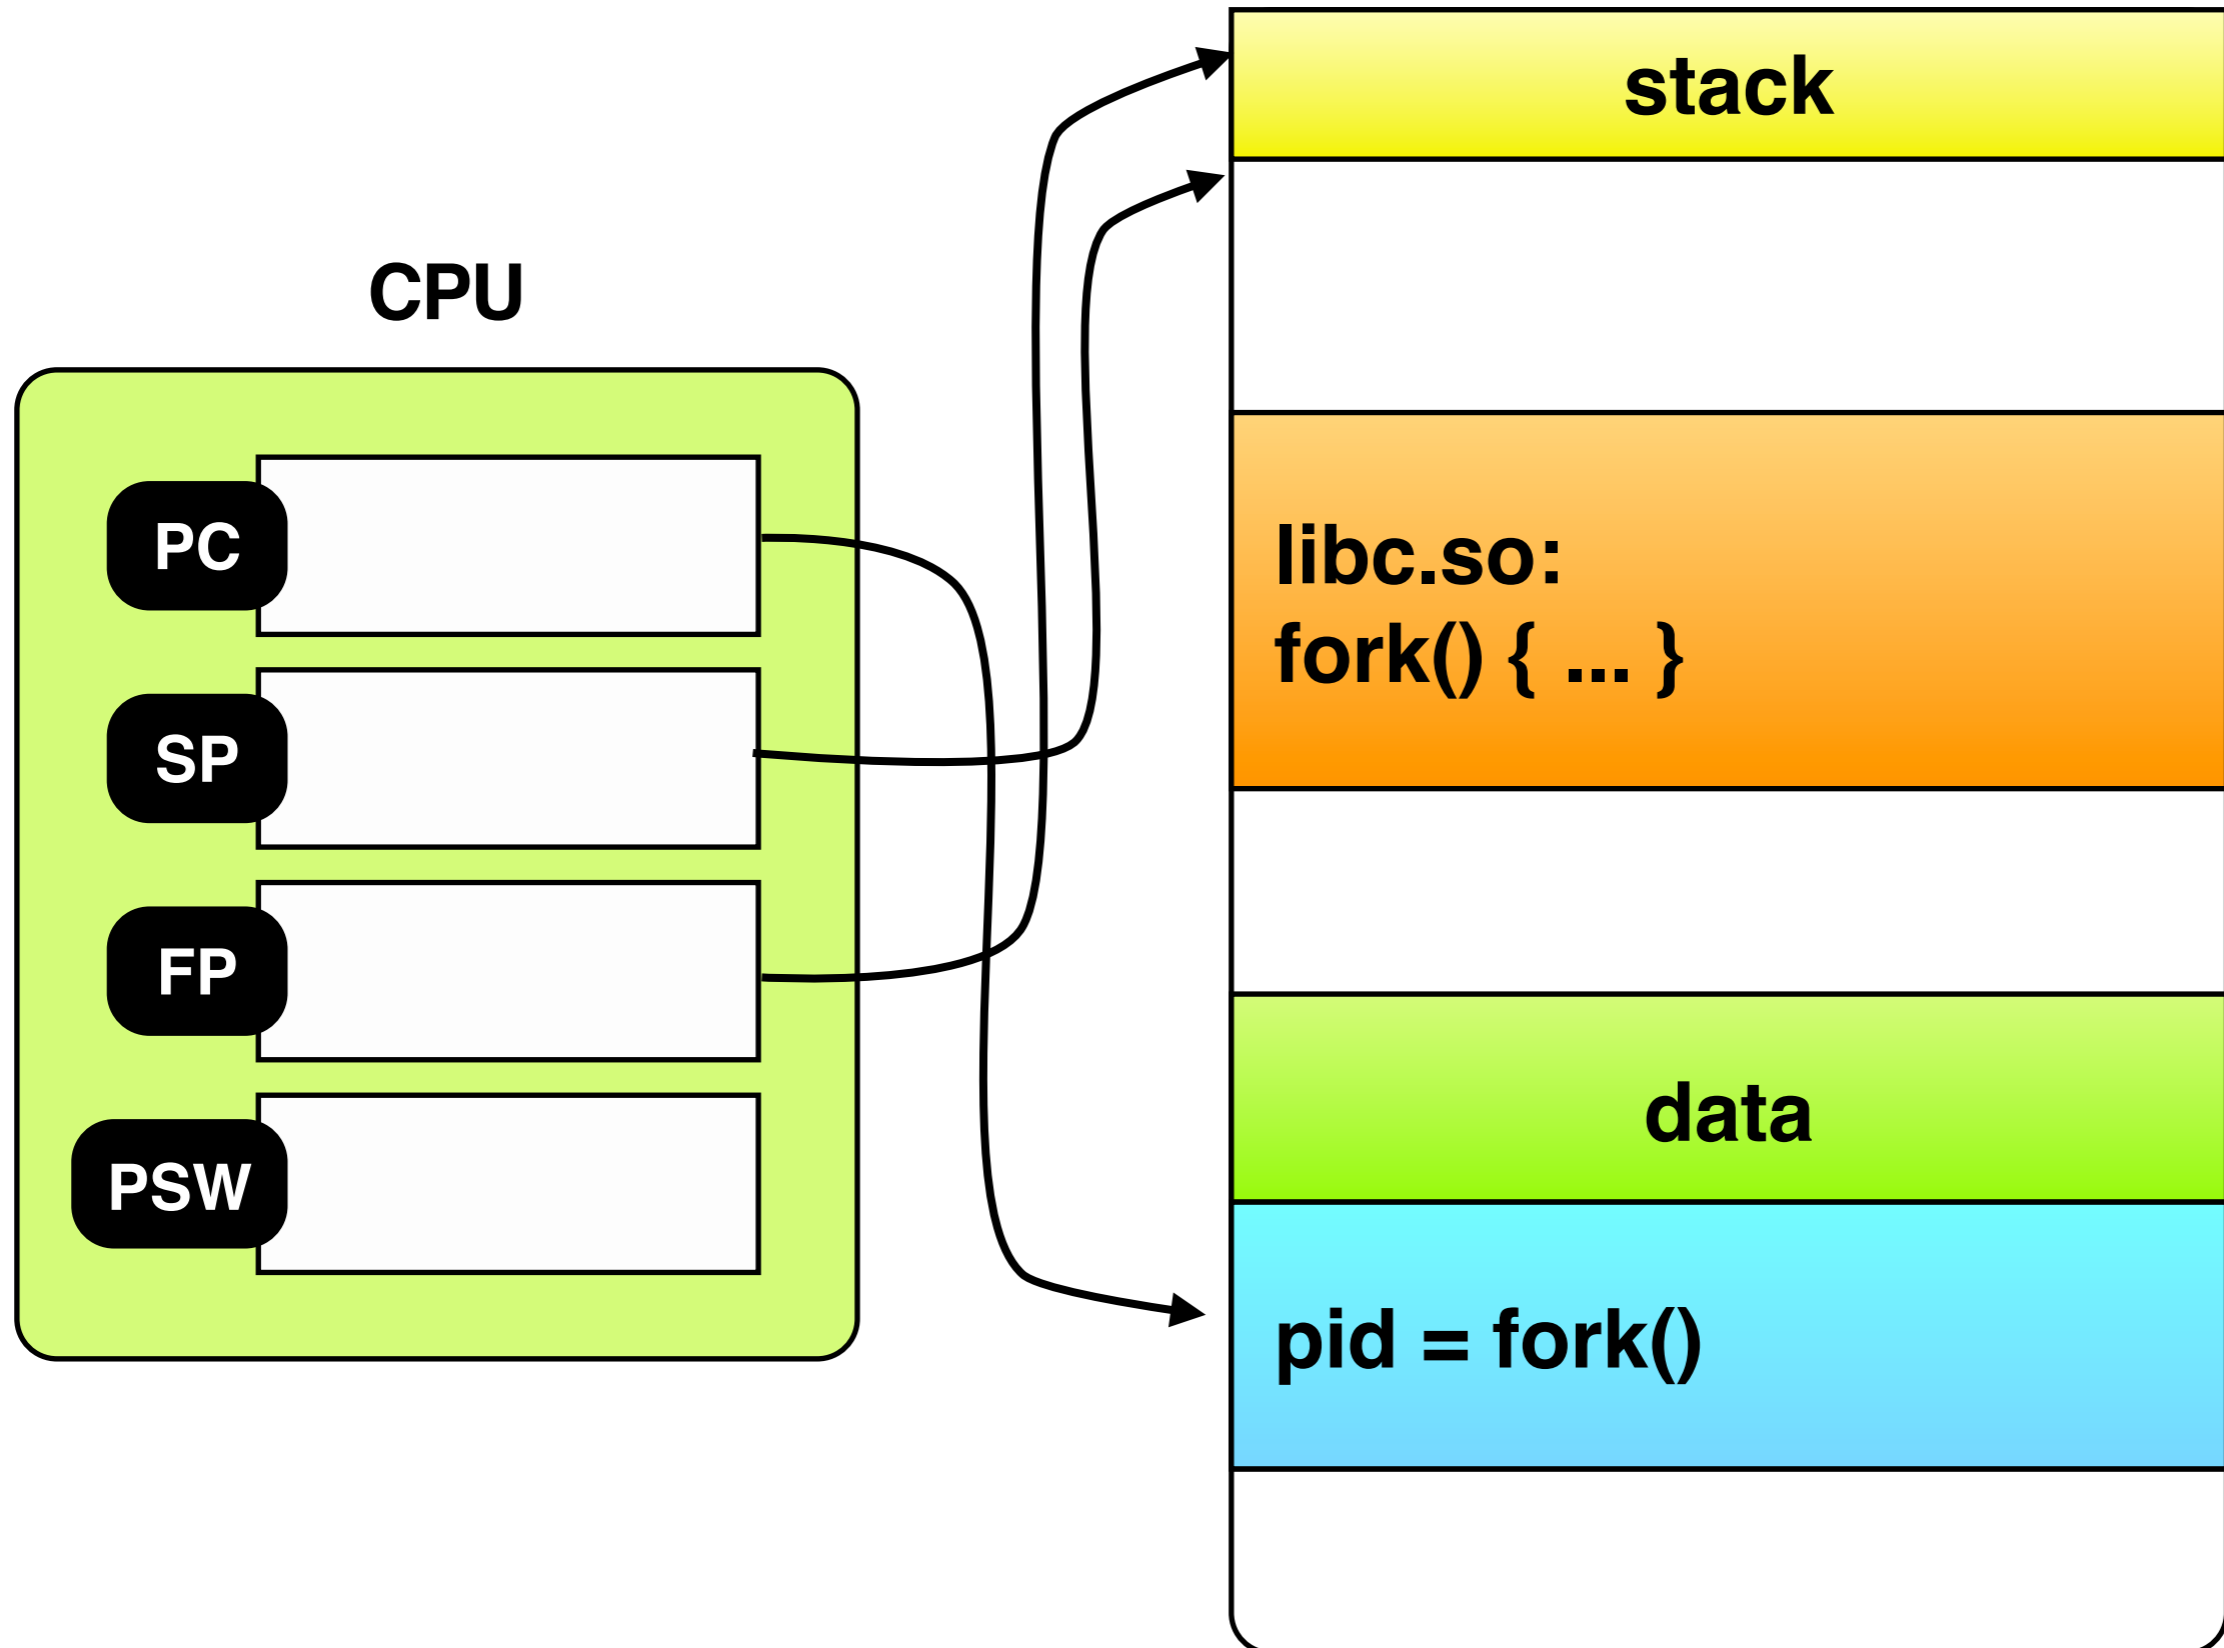 CPU
PC
SP
FP
PSW
stack
libc.so:
fork() { ... }
data
pid = fork()